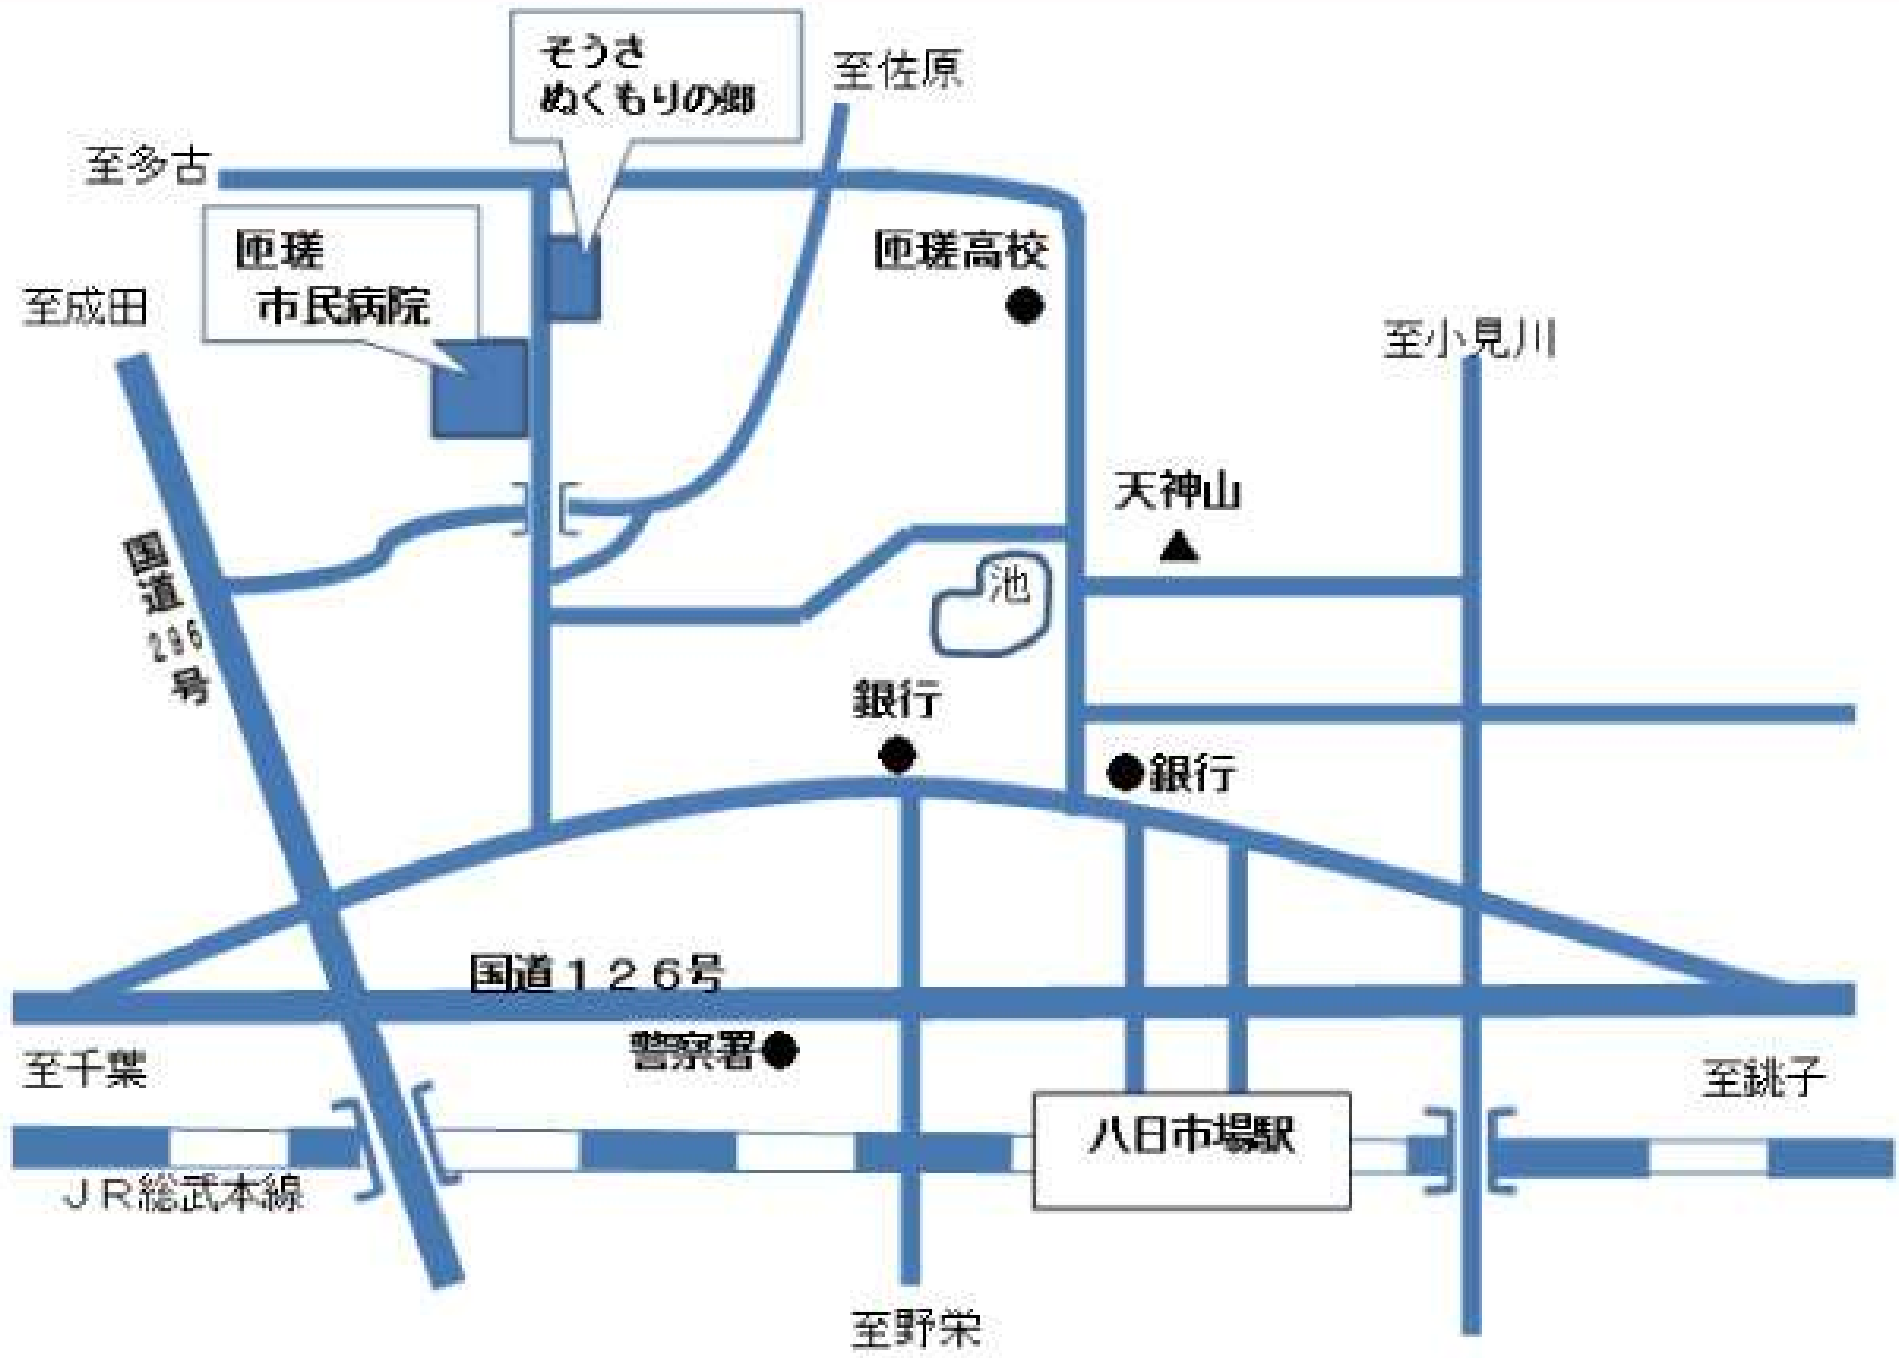 そうさ
ぬくもりの郷
至佐原
至多古
匝瑳
市民病院
匝瑳高校
至成田
至小見川
天神山
国道296号
池
銀行
銀行
国道126号
警察署
至千葉
至銚子
八日市場駅
JR総武本線
至野栄